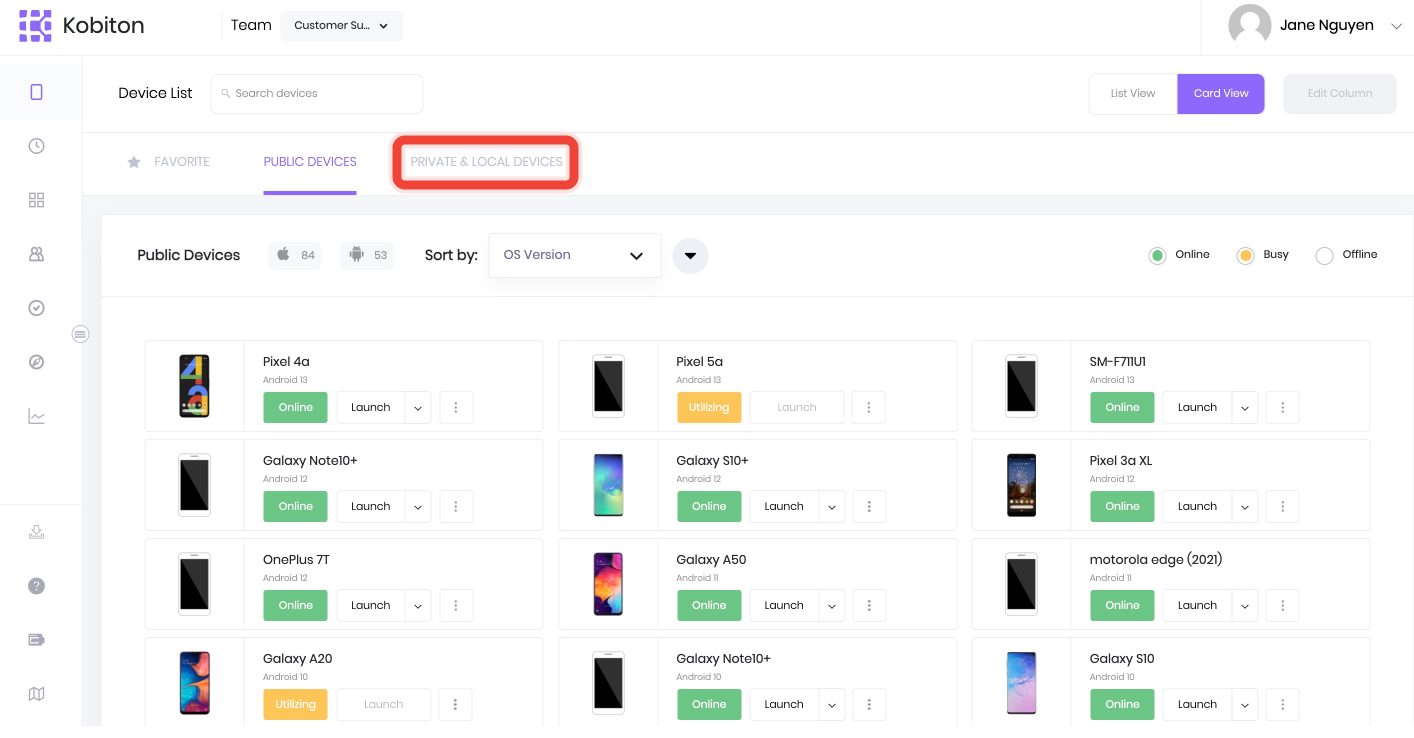 Kobiton
Team
Customer Su...
Jane Nguyen
Device List
Search devices
List View
Card View
Edit Column
FAVORITE
PUBLIC DEVICES
PRIVATE & LOCAL DEVICES
Public Devices
84
53
Sort by:
OS Version
Online
Busy
Offline
Pixel 4a
Android 13
Online
Launch
Pixel 5a
Android 13
Utilizing
Launch
SM-F711U1
Android 13
Online
Launch
Galaxy Note10+
Android 12
Online
Launch
Galaxy S10+
Android 12
Online
Launch
Pixel 3a XL
Android 12
Online
Launch
OnePlus 7T
Android 12
Online
Launch
Galaxy A50
Android 11
Online
Launch
motorola edge (2021)
Android 11
Online
Launch
Galaxy A20
Android 10
Utilizing
Launch
Galaxy Note10+
Android 10
Online
Launch
Galaxy S10
Android 10
Online
Launch